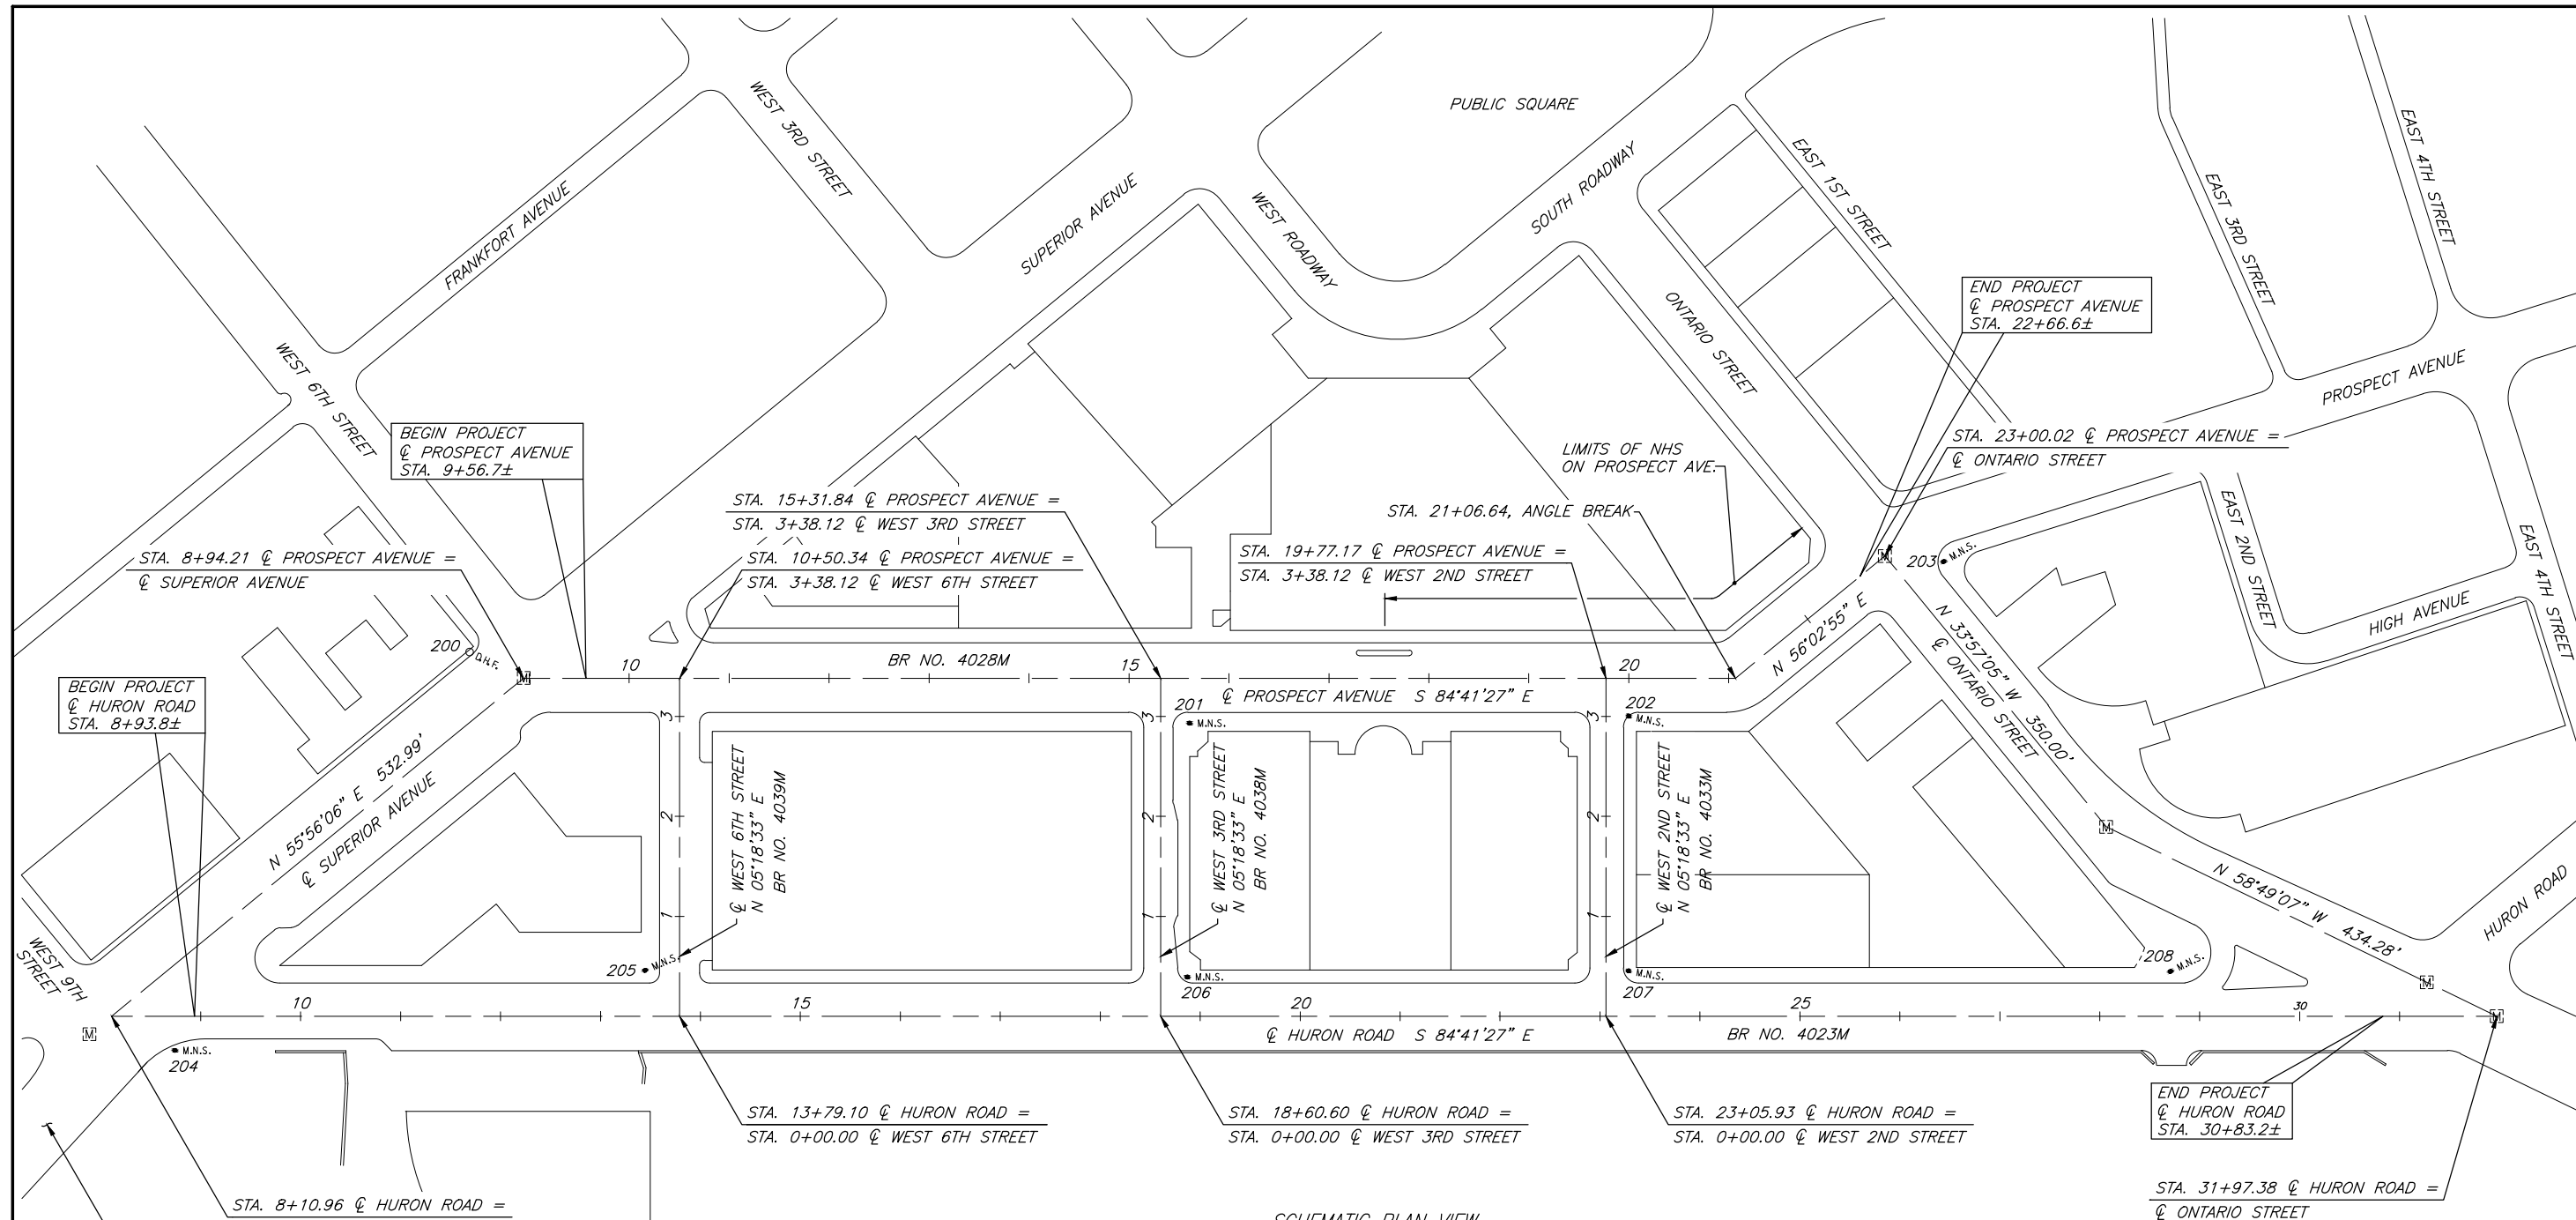 PUBLIC SQUARE
WEST 3RD STREET
FRANKFORT AVENUE
SUPERIOR AVENUE
WEST ROADWAY
SOUTH ROADWAY
EAST 1ST STREET
EAST 3RD STREET
EAST 4TH STREET
ONTARIO STREET
WEST 6TH STREET
END PROJECT
℄ PROSPECT AVENUE
STA. 22+66.6±
PROSPECT AVENUE
BEGIN PROJECT
℄ PROSPECT AVENUE
STA. 9+56.7±
STA. 23+00.02 ℄ PROSPECT AVENUE =
℄ ONTARIO STREET
LIMITS OF NHS
ON PROSPECT AVE.
STA. 15+31.84 ℄ PROSPECT AVENUE =
STA. 3+38.12 ℄ WEST 3RD STREET
STA. 21+06.64, ANGLE BREAK
STA. 8+94.21 ℄ PROSPECT AVENUE =
℄ SUPERIOR AVENUE
STA. 10+50.34 ℄ PROSPECT AVENUE =
STA. 3+38.12 ℄ WEST 6TH STREET
STA. 19+77.17 ℄ PROSPECT AVENUE =
STA. 3+38.12 ℄ WEST 2ND STREET
203
M.N.S.
EAST 2ND STREET
HIGH AVENUE
EAST 4TH STREET
200
D.H.F.
M
M
10
BR NO. 4028M
15
20
N 56°02'55" E
N 33°57'05" W 350.00'
℄ ONTARIO STREET
℄ PROSPECT AVENUE S 84°41'27" E
BEGIN PROJECT
℄ HURON ROAD
STA. 8+93.8±
201
M.N.S.
202
M.N.S.
3
3
3
2
2
2
1
1
1
N 55°56'06" E 532.99'
℄ SUPERIOR AVENUE
℄ WEST 6TH STREET
N 05°18'33" E
BR NO. 4039M
℄ WEST 3RD STREET
N 05°18'33" E
BR NO. 4038M
℄ WEST 2ND STREET
N 05°18'33" E
BR NO. 4033M
M
N 58°49'07" W 434.28'
HURON ROAD
WEST 9TH
STREET
205
M.N.S.
M.N.S.
206
M.N.S.
207
208
M.N.S.
M
M
M
10
15
20
25
30
℄ HURON ROAD S 84°41'27" E
BR NO. 4023M
M.N.S.
204
STA. 13+79.10 ℄ HURON ROAD =
STA. 0+00.00 ℄ WEST 6TH STREET
STA. 18+60.60 ℄ HURON ROAD =
STA. 0+00.00 ℄ WEST 3RD STREET
STA. 23+05.93 ℄ HURON ROAD =
STA. 0+00.00 ℄ WEST 2ND STREET
END PROJECT
℄ HURON ROAD
STA. 30+83.2±
STA. 8+10.96 ℄ HURON ROAD =
STA. 31+97.38 ℄ HURON ROAD =
℄ ONTARIO STREET
SCHEMATIC PLAN VIEW